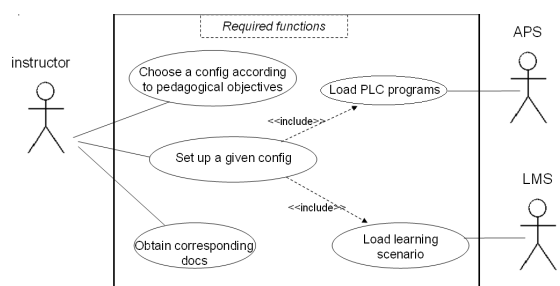 Required functions
APS
instructor
Choose a config according
to pedagogical objectives
Load PLC programs
<<include>>
Set up a given config
LMS
<<include>>
Obtain corresponding
docs
Load learning
scenario